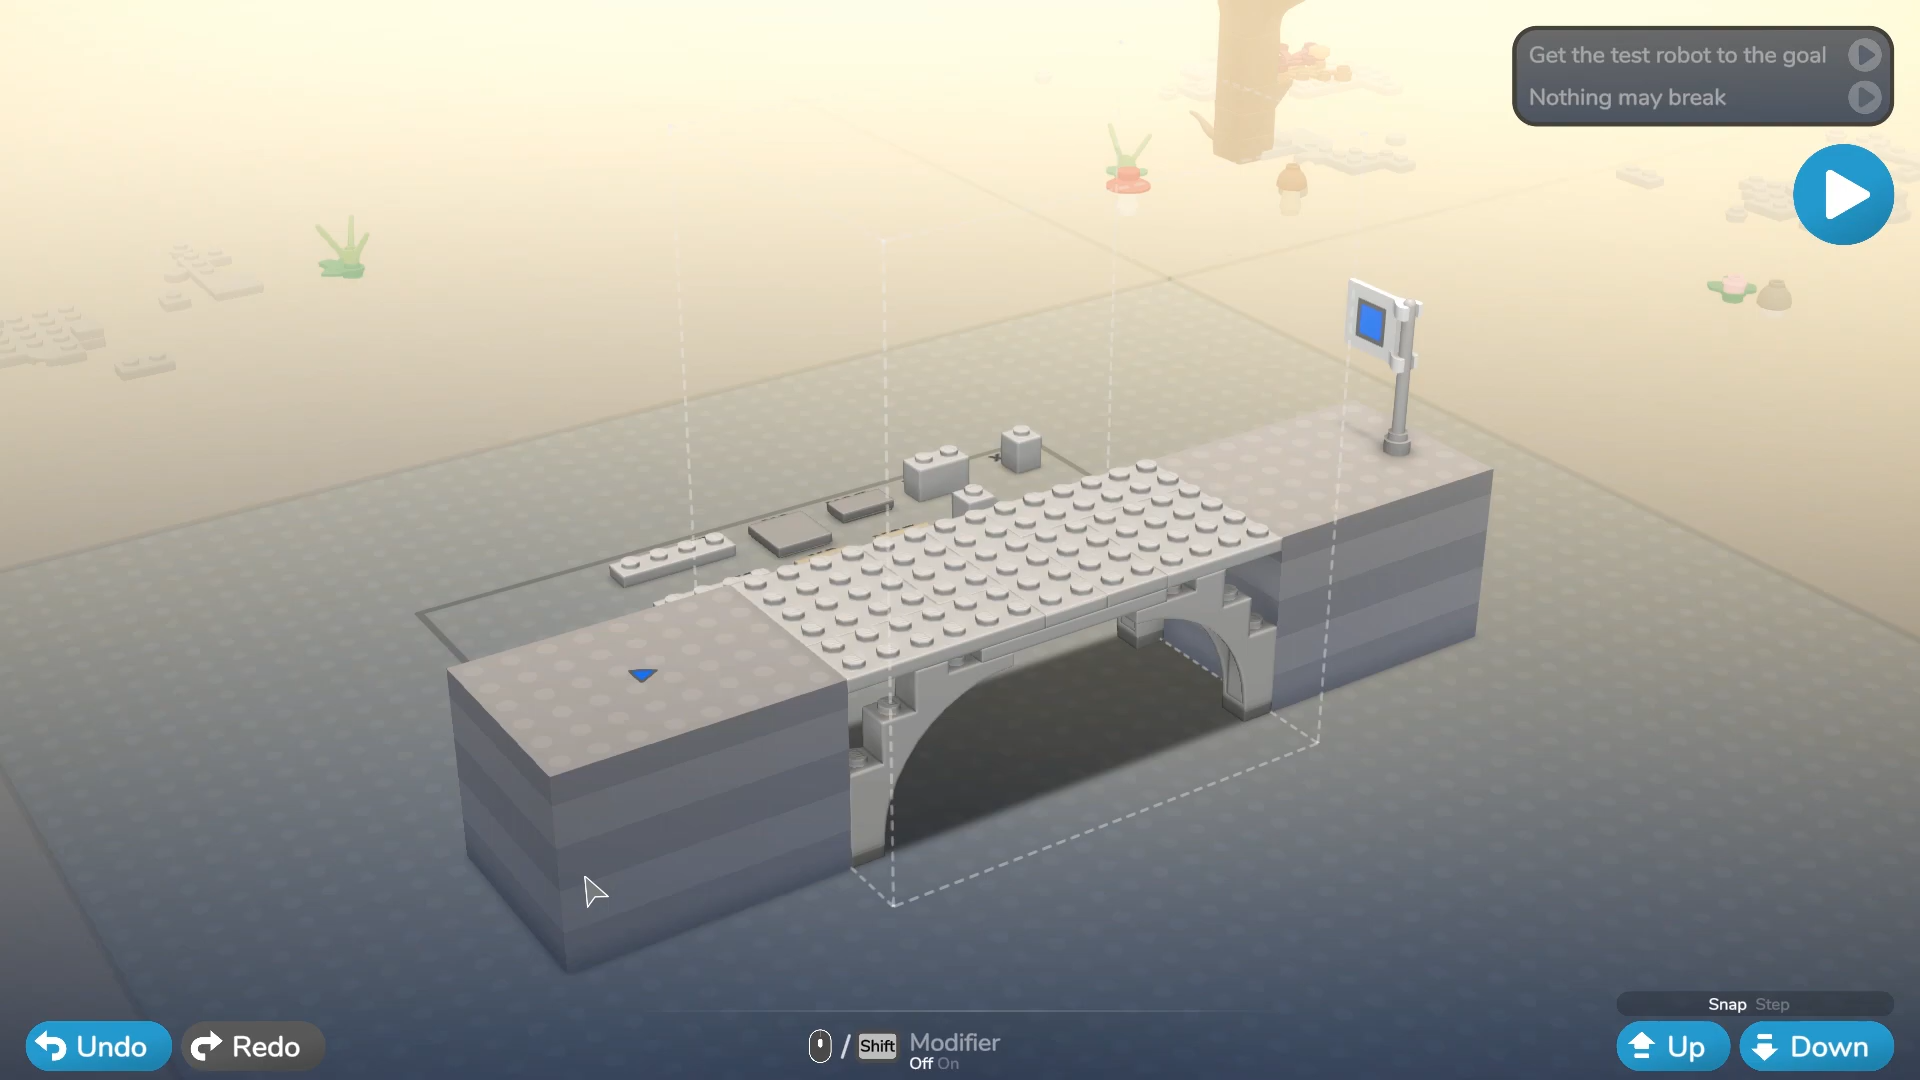 Get the test robot to the goal
Nothing may break
Snap Step
Undo
Redo
/ Shift Modifier
Off On
Up
Down